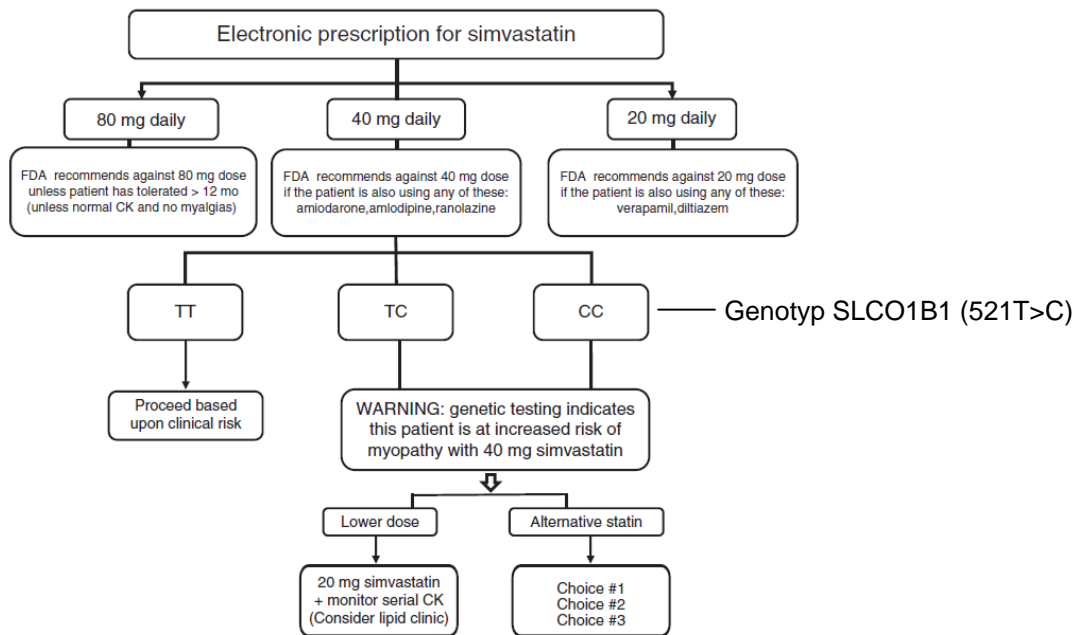 Electronic prescription for simvastatin
80 mg daily
40 mg daily
20 mg daily
FDA recommends against 80 mg dose
unless patient has tolerated > 12 mo
(unless normal CK and no myalgias)
FDA recommends against 40 mg dose
if the patient is also using any of these:
amiodarone,amlodipine,ranolazine
FDA recommends against 20 mg dose
if the patient is also using any of these:
verapamil,diltiazem
TT
TC
CC
Genotyp SLCO1B1 (521T>C)
Proceed based
upon clinical risk
WARNING: genetic testing indicates
this patient is at increased risk of
myopathy with 40 mg simvastatin
Lower dose
Alternative statin
20 mg simvastatin
+ monitor serial CK
(Consider lipid clinic)
Choice #1
Choice #2
Choice #3